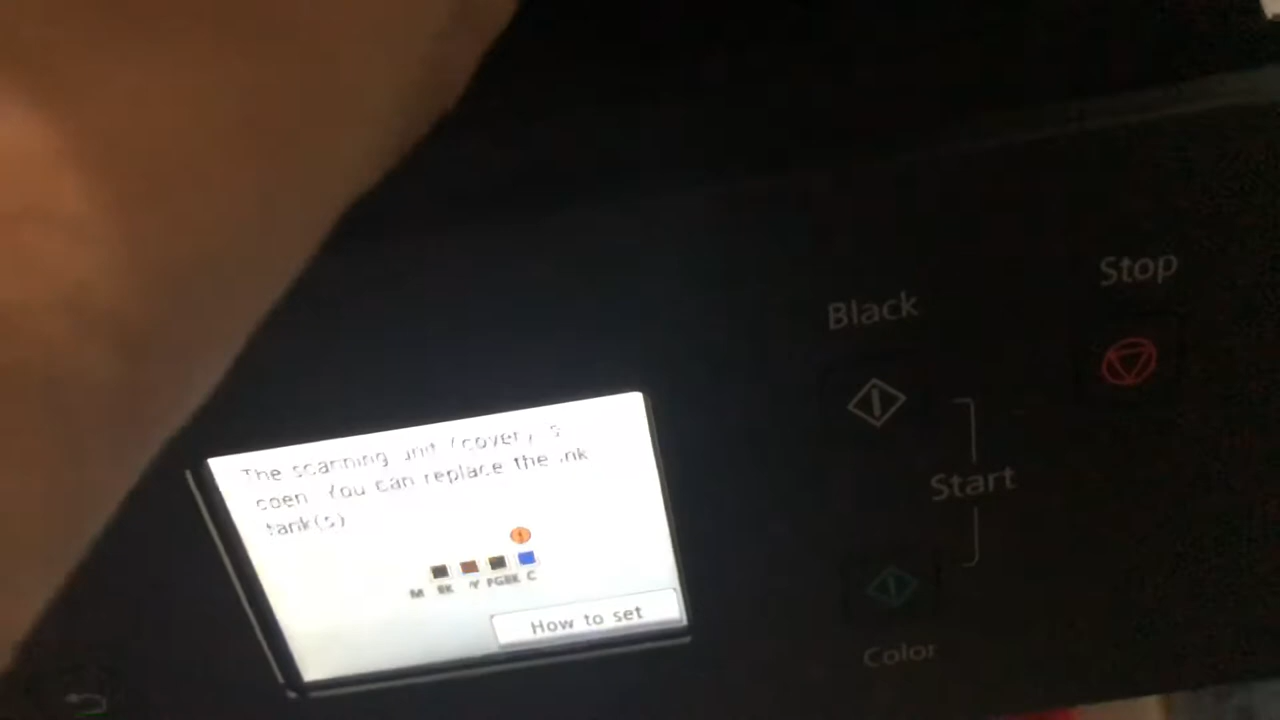 The scanning unit / cover / s
open. You can replace the ink
tank(s)
M BK Y PGBK C
How to set
Black
Stop
Start
Color